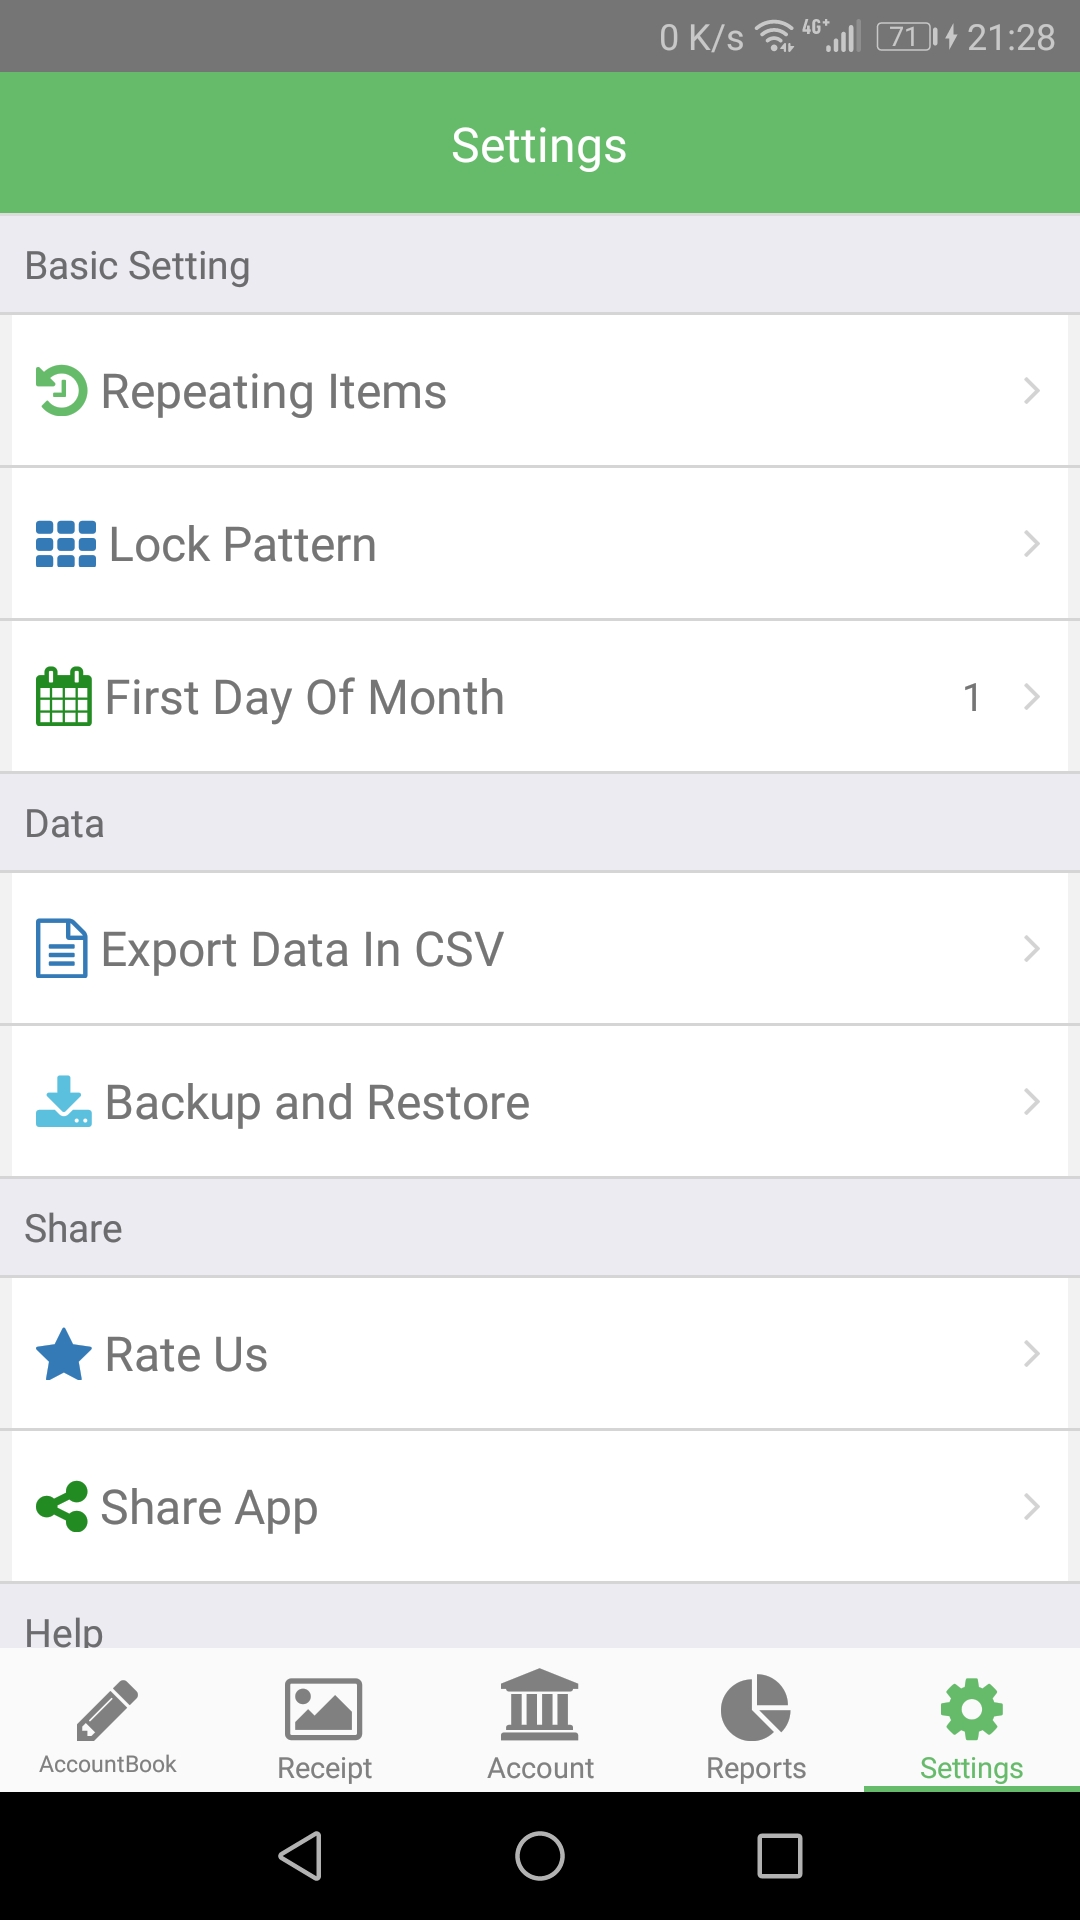 0 K/s 4G+ 71 21:28
Settings
Basic Setting
Repeating Items
Lock Pattern
First Day Of Month 1
Data
Export Data In CSV
Backup and Restore
Share
Rate Us
Share App
Help
AccountBook Receipt Account Reports Settings